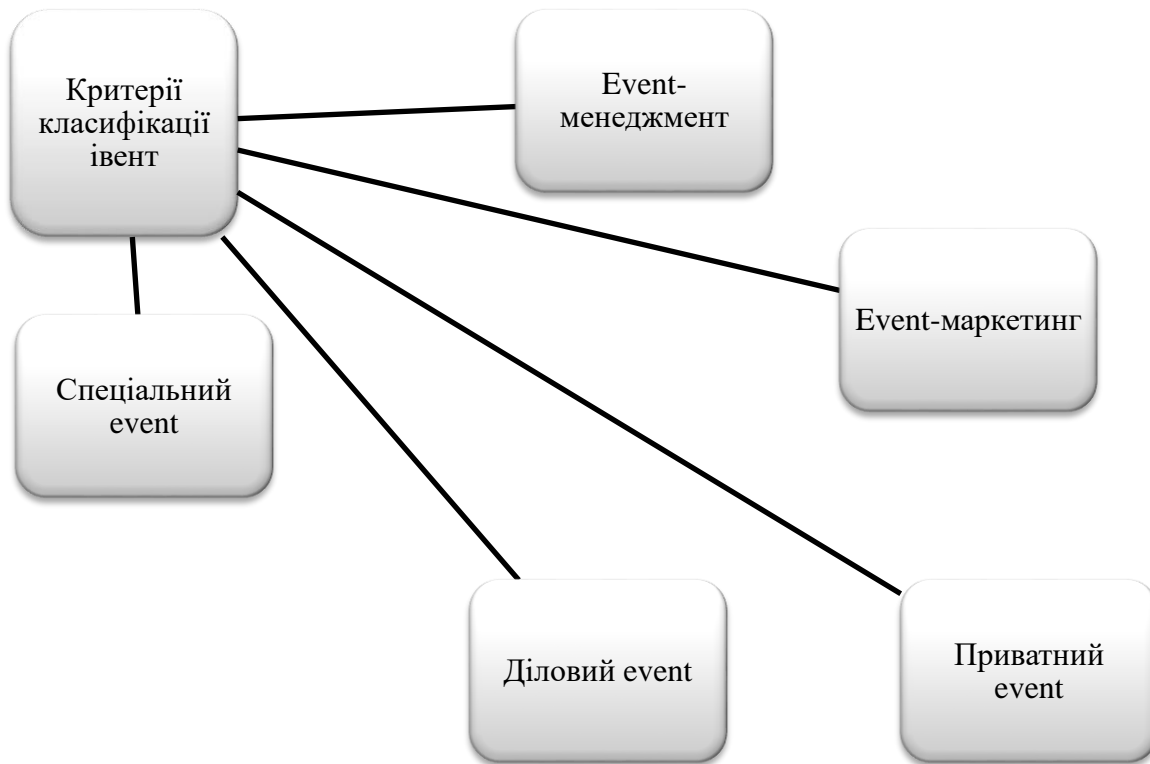 Критерії
класифікації
івент
Event-
менеджмент
Event-маркетинг
Спеціальний
event
Діловий event
Приватний
event